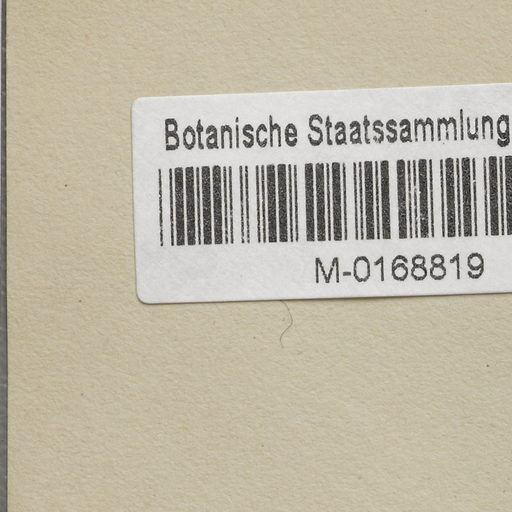 Botanische Staatssammlung
M-0168819